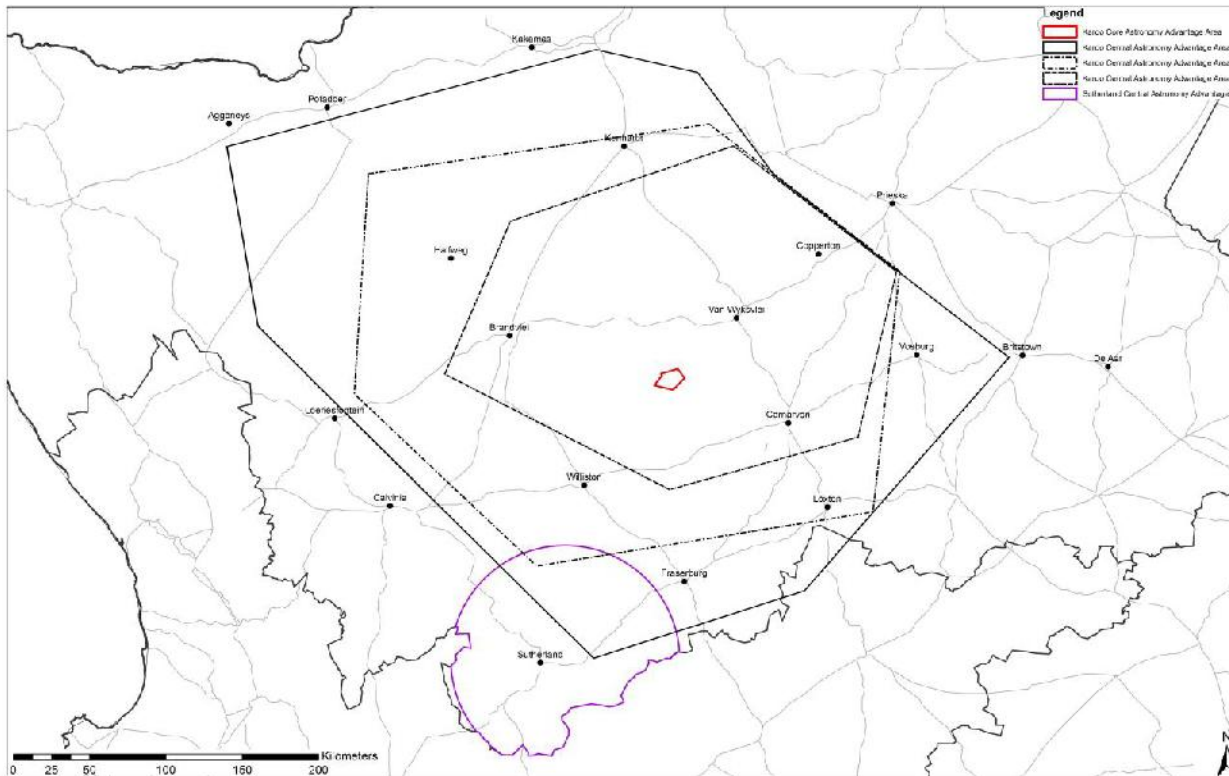 Legend
Karoo Core Astronomy Advantage Area
Karoo Central Astronomy Advantage Area
Karoo Central Astronomy Advantage Area
Karoo Central Astronomy Advantage Area
Sutherland Central Astronomy Advantage
Kakamas
Pofadder
Aggeneys
Kenhardt
Prieska
Halfweg
Copperton
Van Wyksvlei
Brandvlei
Vosburg
Britstown
De Aar
Loeriesfontein
Carnarvon
Williston
Calvinia
Loxton
Fraserburg
Sutherland
Kilometers
0 25 50 100 150 200
N